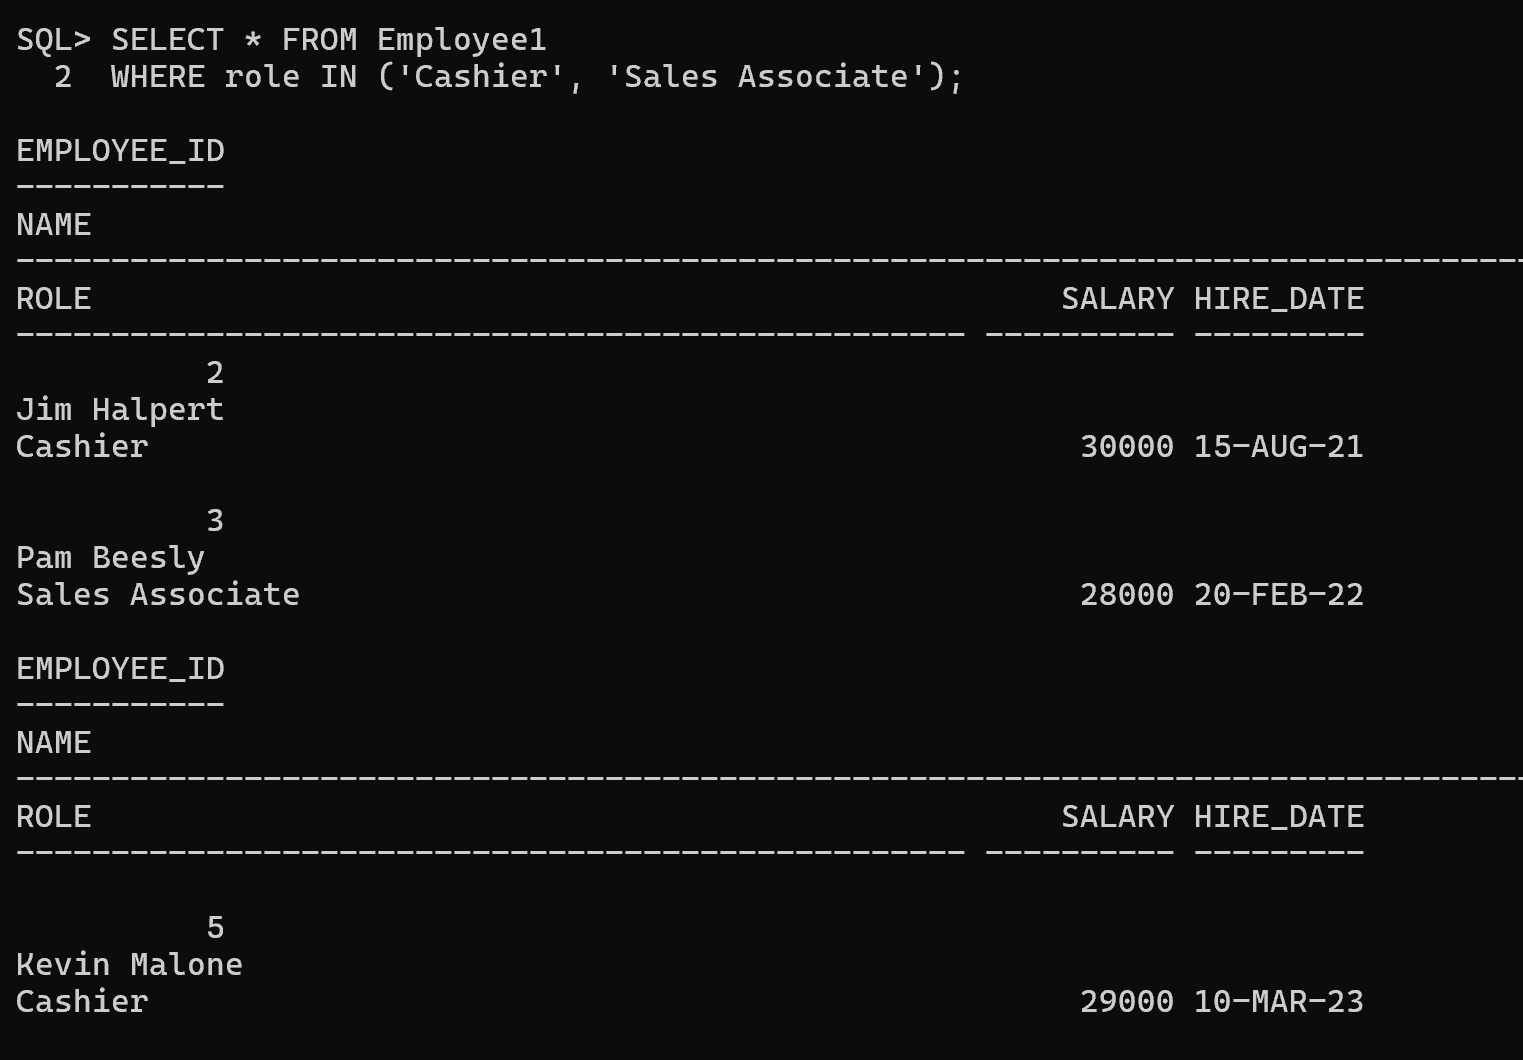 SQL> SELECT * FROM Employee1
  2  WHERE role IN ('Cashier', 'Sales Associate');

EMPLOYEE_ID
-----------
NAME
--------------------------------------------------------------------------------
ROLE                                                   SALARY HIRE_DATE
-------------------------------------------------- ---------- ---------
          2
Jim Halpert
Cashier                                                 30000 15-AUG-21

          3
Pam Beesly
Sales Associate                                         28000 20-FEB-22

EMPLOYEE_ID
-----------
NAME
--------------------------------------------------------------------------------
ROLE                                                   SALARY HIRE_DATE
-------------------------------------------------- ---------- ---------

          5
Kevin Malone
Cashier                                                 29000 10-MAR-23